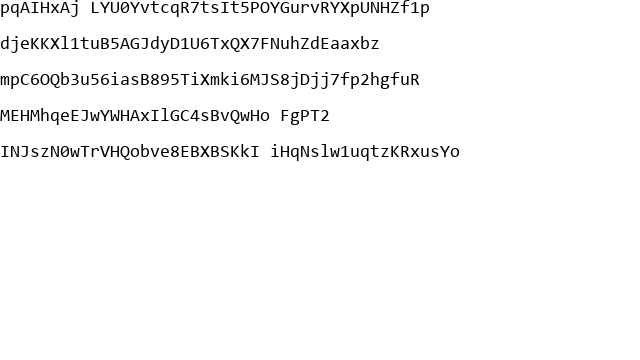 pqAIHxAj LYU0YvtcqR7tsIt5POYGurvRYXpUNHZf1p
djeKKXl1tuB5AGJdyD1U6TxQX7FNuhZdEaaxbz
mpC6OQb3u56iasB895TiXmki6MJS8jDjj7fp2hgfuR
MEHMhqeEJwYWHAxIlGC4sBvQwHo FgPT2
INJszN0wTrVHQobve8EBXBSKkI iHqNslw1uqtzKRxusYo